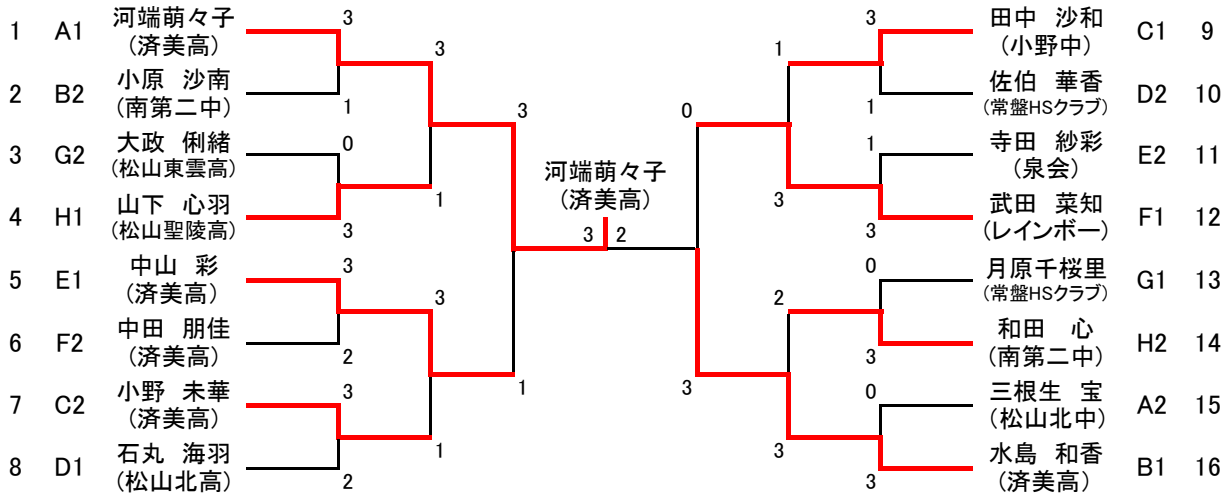 1 A1 河端萌々子
(済美高)
2 B2 小原 沙南
(南第二中)
3 G2 大政 俐緒
(松山東雲高)
4 H1 山下 心羽
(松山聖陵高)
5 E1 中山 彩
(済美高)
6 F2 中田 朋佳
(済美高)
7 C2 小野 未華
(済美高)
8 D1 石丸 海羽
(松山北高)
3
1
0
3
3
2
3
2
3
1
3
1
3
1
河端萌々子
(済美高)
3 2
0
3
1
3
2
3
3
1
1
3
0
3
0
3
田中 沙和 C1 9
(小野中)
佐伯 華香 D2 10
(常盤HSクラブ)
寺田 紗彩 E2 11
(泉会)
武田 菜知 F1 12
(レインボー)
月原千桜里 G1 13
(常盤HSクラブ)
和田 心 H2 14
(南第二中)
三根生 宝 A2 15
(松山北中)
水島 和香 B1 16
(済美高)